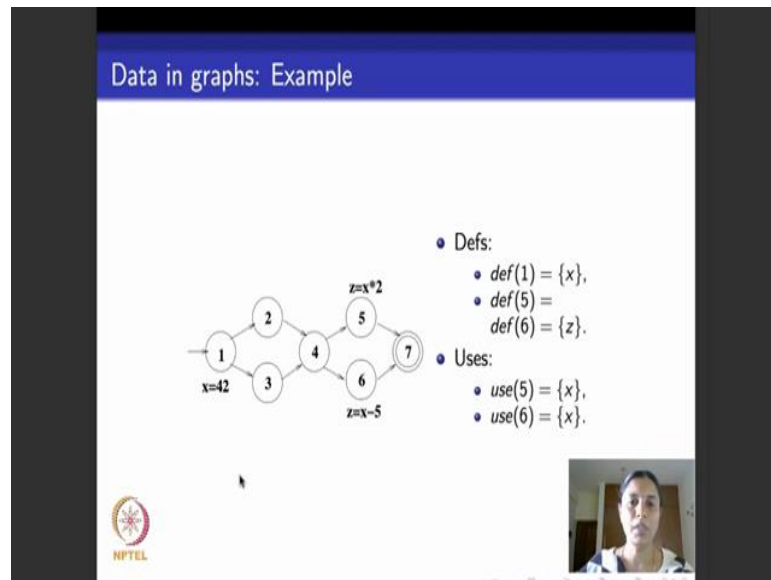 Data in graphs: Example
Defs:
def(1) = {x},
def(5) =
def(6) = {z}.
Uses:
use(5) = {x},
use(6) = {x}.
z=x*2
2
5
1
4
7
x=42
3
6
z=x–5
NPTEL